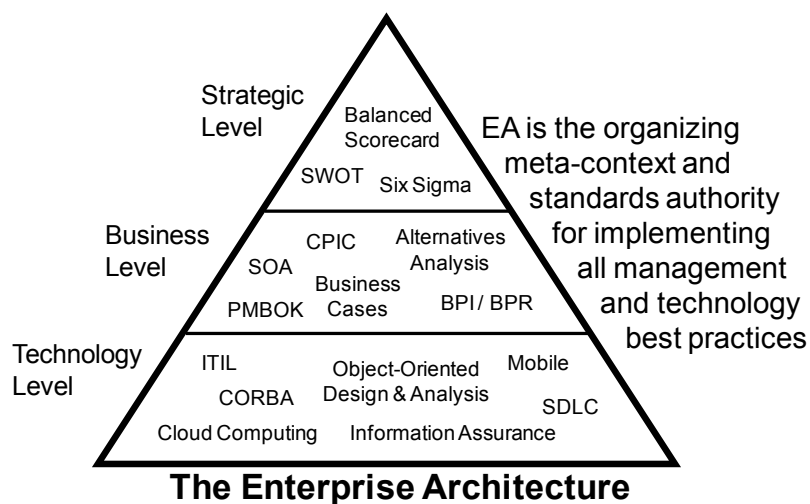 Strategic
Level
Balanced
Scorecard
SWOT
Six Sigma
EA is the organizing
meta-context and
standards authority
for implementing
all management
and technology
best practices
Business
Level
CPIC
Alternatives
Analysis
SOA
Business
Cases
PMBOK
BPI / BPR
Technology
Level
ITIL
Object-Oriented
Design & Analysis
Mobile
CORBA
SDLC
Cloud Computing
Information Assurance
The Enterprise Architecture